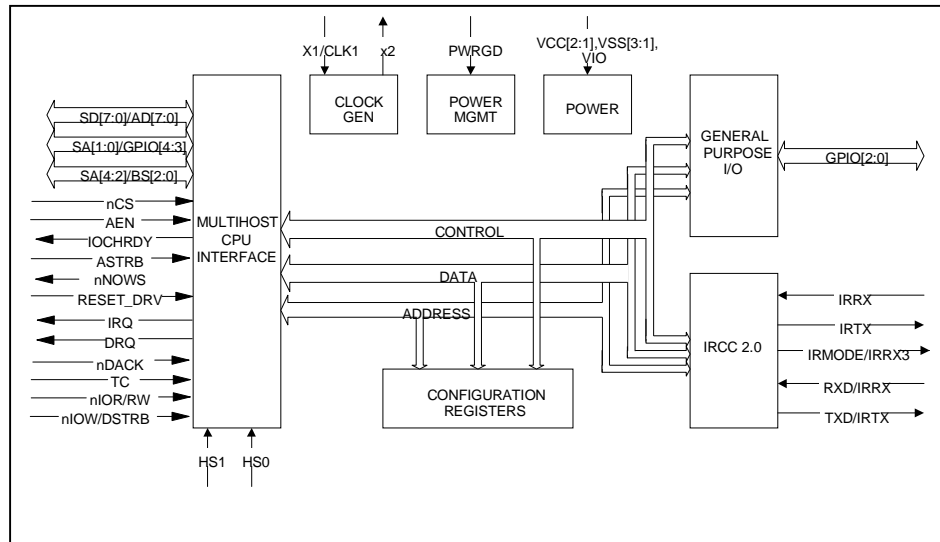 X1/CLK1
x2
PWRGD
VCC[2:1],VSS[3:1],
VIO
CLOCK
GEN
POWER
MGMT
POWER
SD[7:0]/AD[7:0]
SA[1:0]/GPIO[4:3]
SA[4:2]/BS[2:0]
nCS
AEN
IOCHRDY
ASTRB
nNOWS
RESET_DRV
IRQ
DRQ
nDACK
TC
nIOR/RW
nIOW/DSTRB
MULTIHOST
CPU
INTERFACE
HS1
HS0
CONTROL
DATA
ADDRESS
CONFIGURATION
REGISTERS
GENERAL
PURPOSE
I/O
GPIO[2:0]
IRCC 2.0
IRRX
IRTX
IRMODE/IRRX3
RXD/IRRX
TXD/IRTX